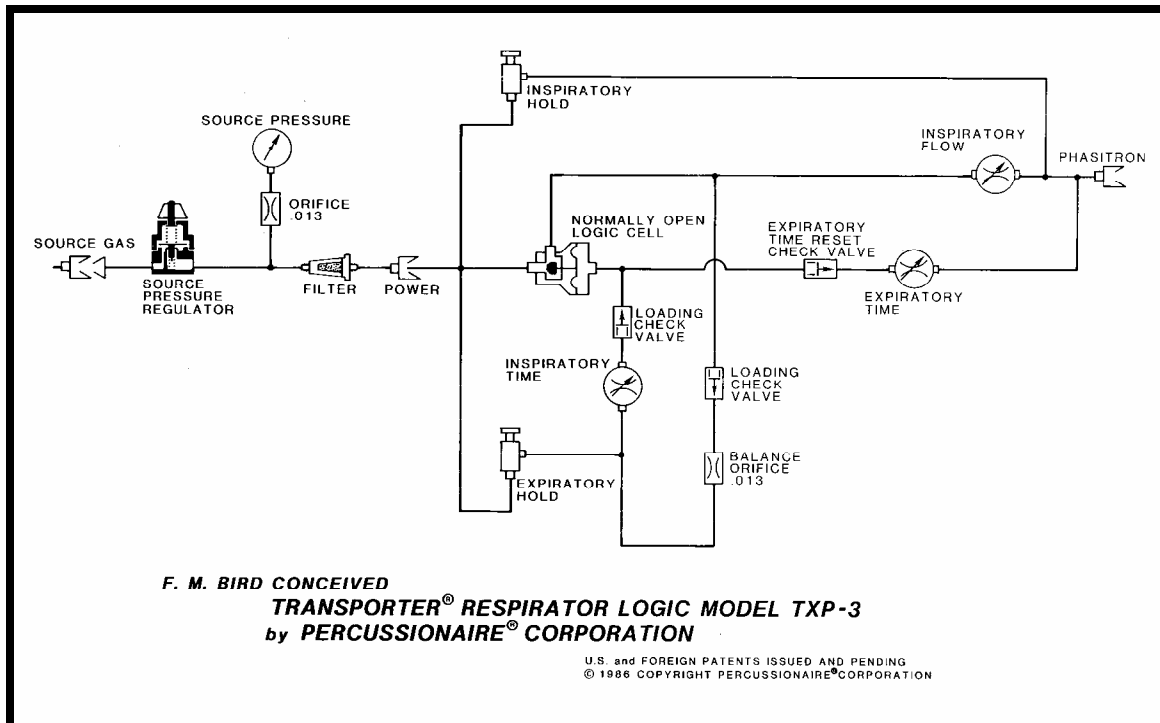 INSPIRATORY
HOLD
SOURCE PRESSURE
ORIFICE
.013
INSPIRATORY
FLOW
PHASITRON
SOURCE GAS
NORMALLY OPEN
LOGIC CELL
EXPIRATORY
TIME RESET
CHECK VALVE
SOURCE
PRESSURE
REGULATOR
FILTER
POWER
EXPIRATORY
TIME
LOADING
CHECK
VALVE
INSPIRATORY
TIME
LOADING
CHECK
VALVE
EXPIRATORY
HOLD
BALANCE
ORIFICE
.013
F. M. BIRD CONCEIVED
TRANSPORTER® RESPIRATOR LOGIC MODEL TXP-3
by PERCUSSIONAIRE® CORPORATION
U.S. and FOREIGN PATENTS ISSUED AND PENDING
© 1986 COPYRIGHT PERCUSSIONAIRE® CORPORATION